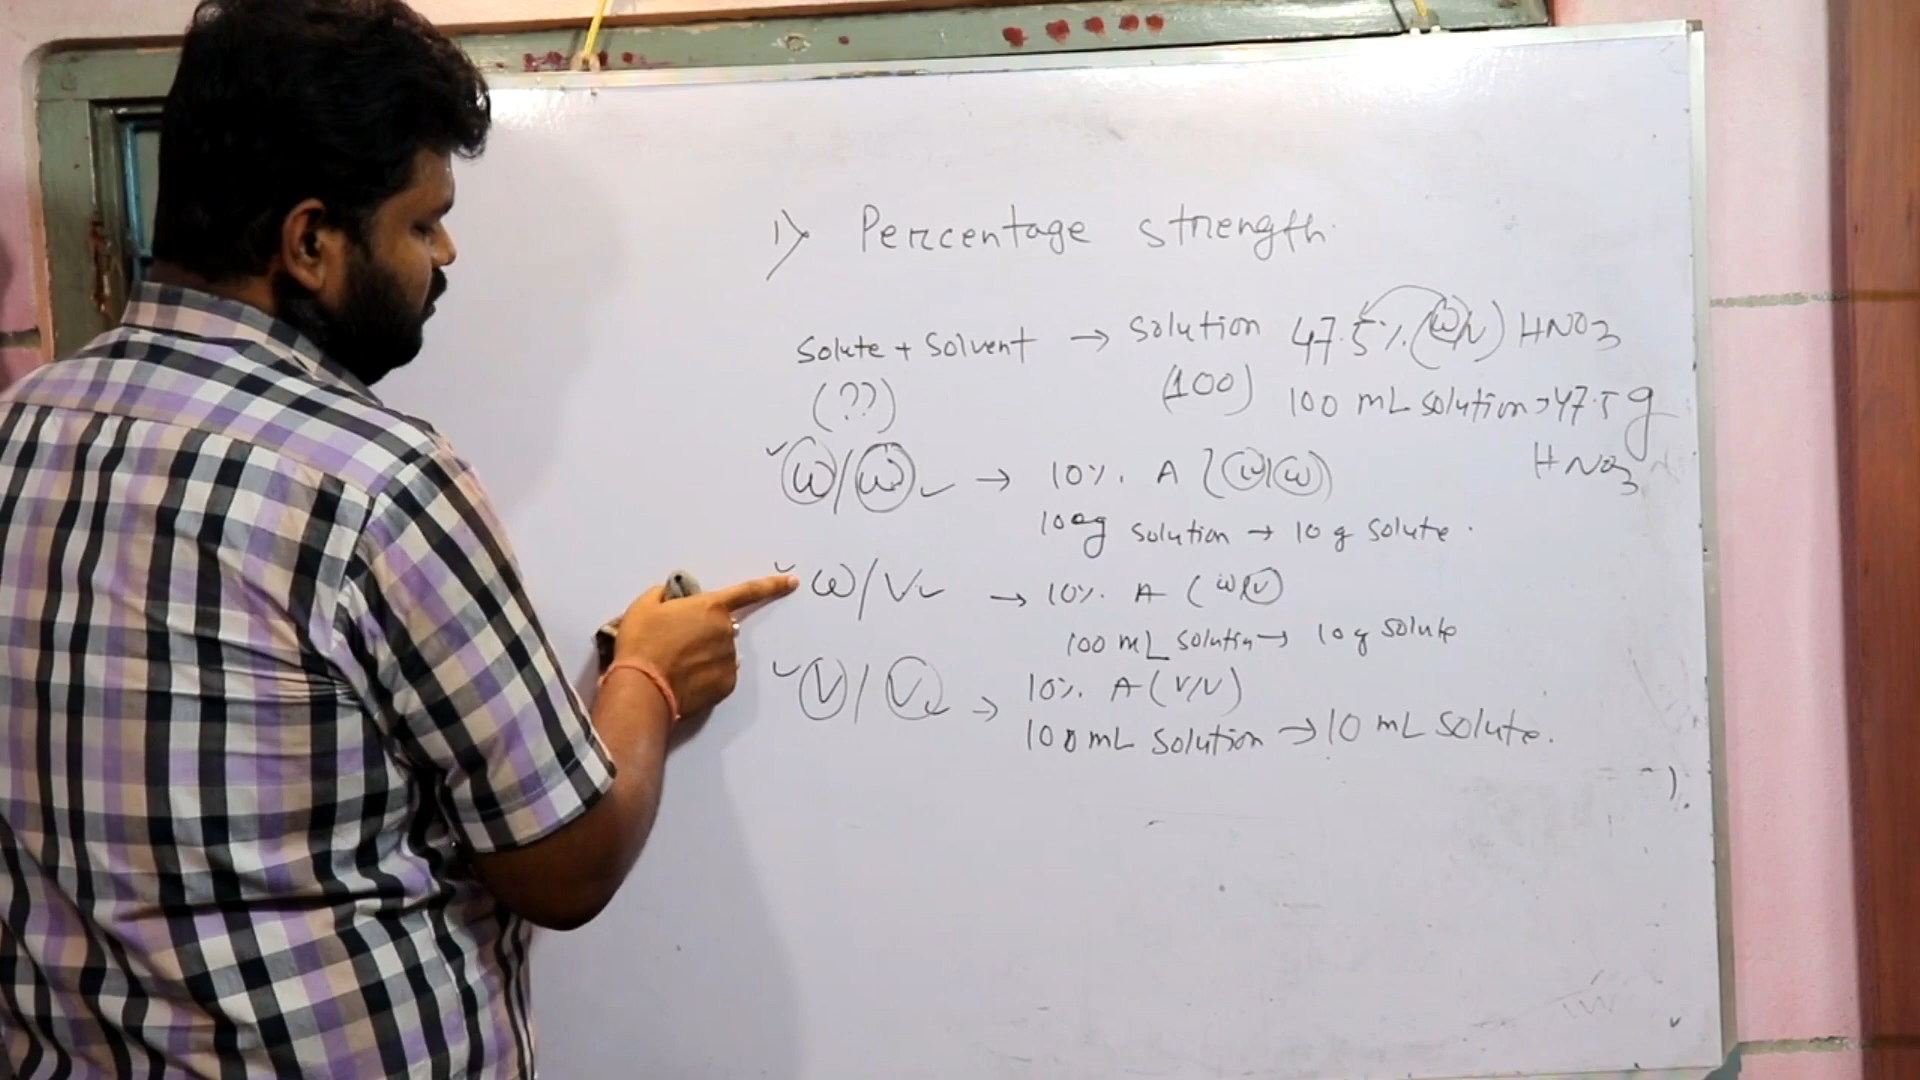 1) Percentage strength
Solute + Solvent → Solution 47.5% (W/V) HNO3
(??) (100) 100 mL solution → 47.5 g
HNO3
W/W → 10% A (W/W)
100g solution → 10 g solute.
W/V → 10% A (W/V)
100 mL solution → 10 g solute
V/V → 10% A (V/V)
100 mL solution → 10 mL solute.